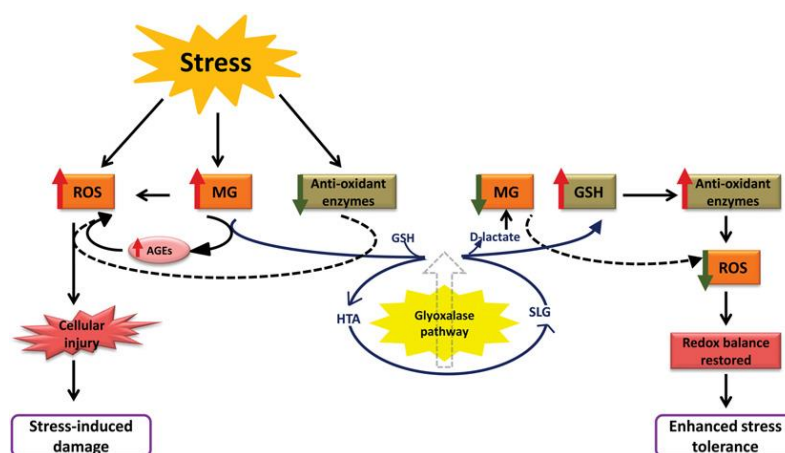 Stress
ROS
MG
Anti-oxidant
enzymes
MG
GSH
Anti-oxidant
enzymes
AGEs
GSH
D-lactate
ROS
HTA
Glyoxalase
pathway
SLG
Cellular
injury
Redox balance
restored
Stress-induced
damage
Enhanced stress
tolerance